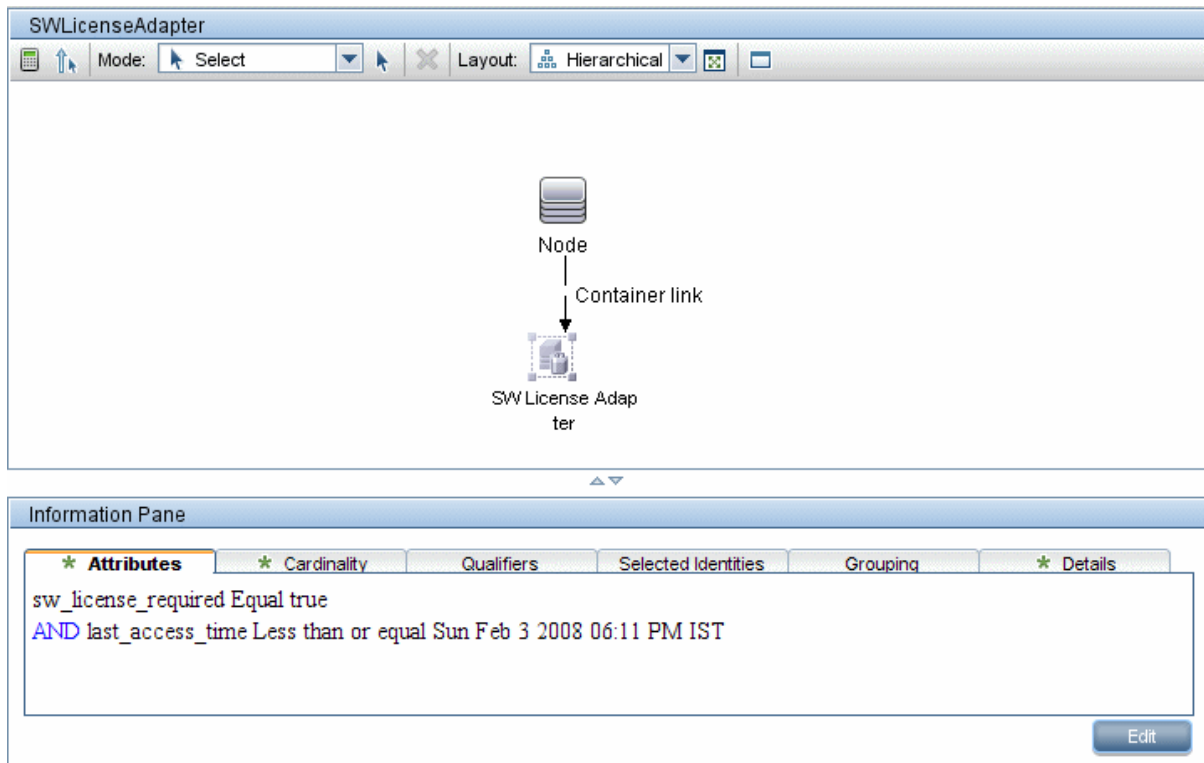 SWLicenseAdapter
Mode: Select Layout: Hierarchical
Node
Container link
SW License Adap
ter
Information Pane
* Attributes * Cardinality Qualifiers Selected Identities Grouping * Details
sw_license_required Equal true
AND last_access_time Less than or equal Sun Feb 3 2008 06:11 PM IST
Edit